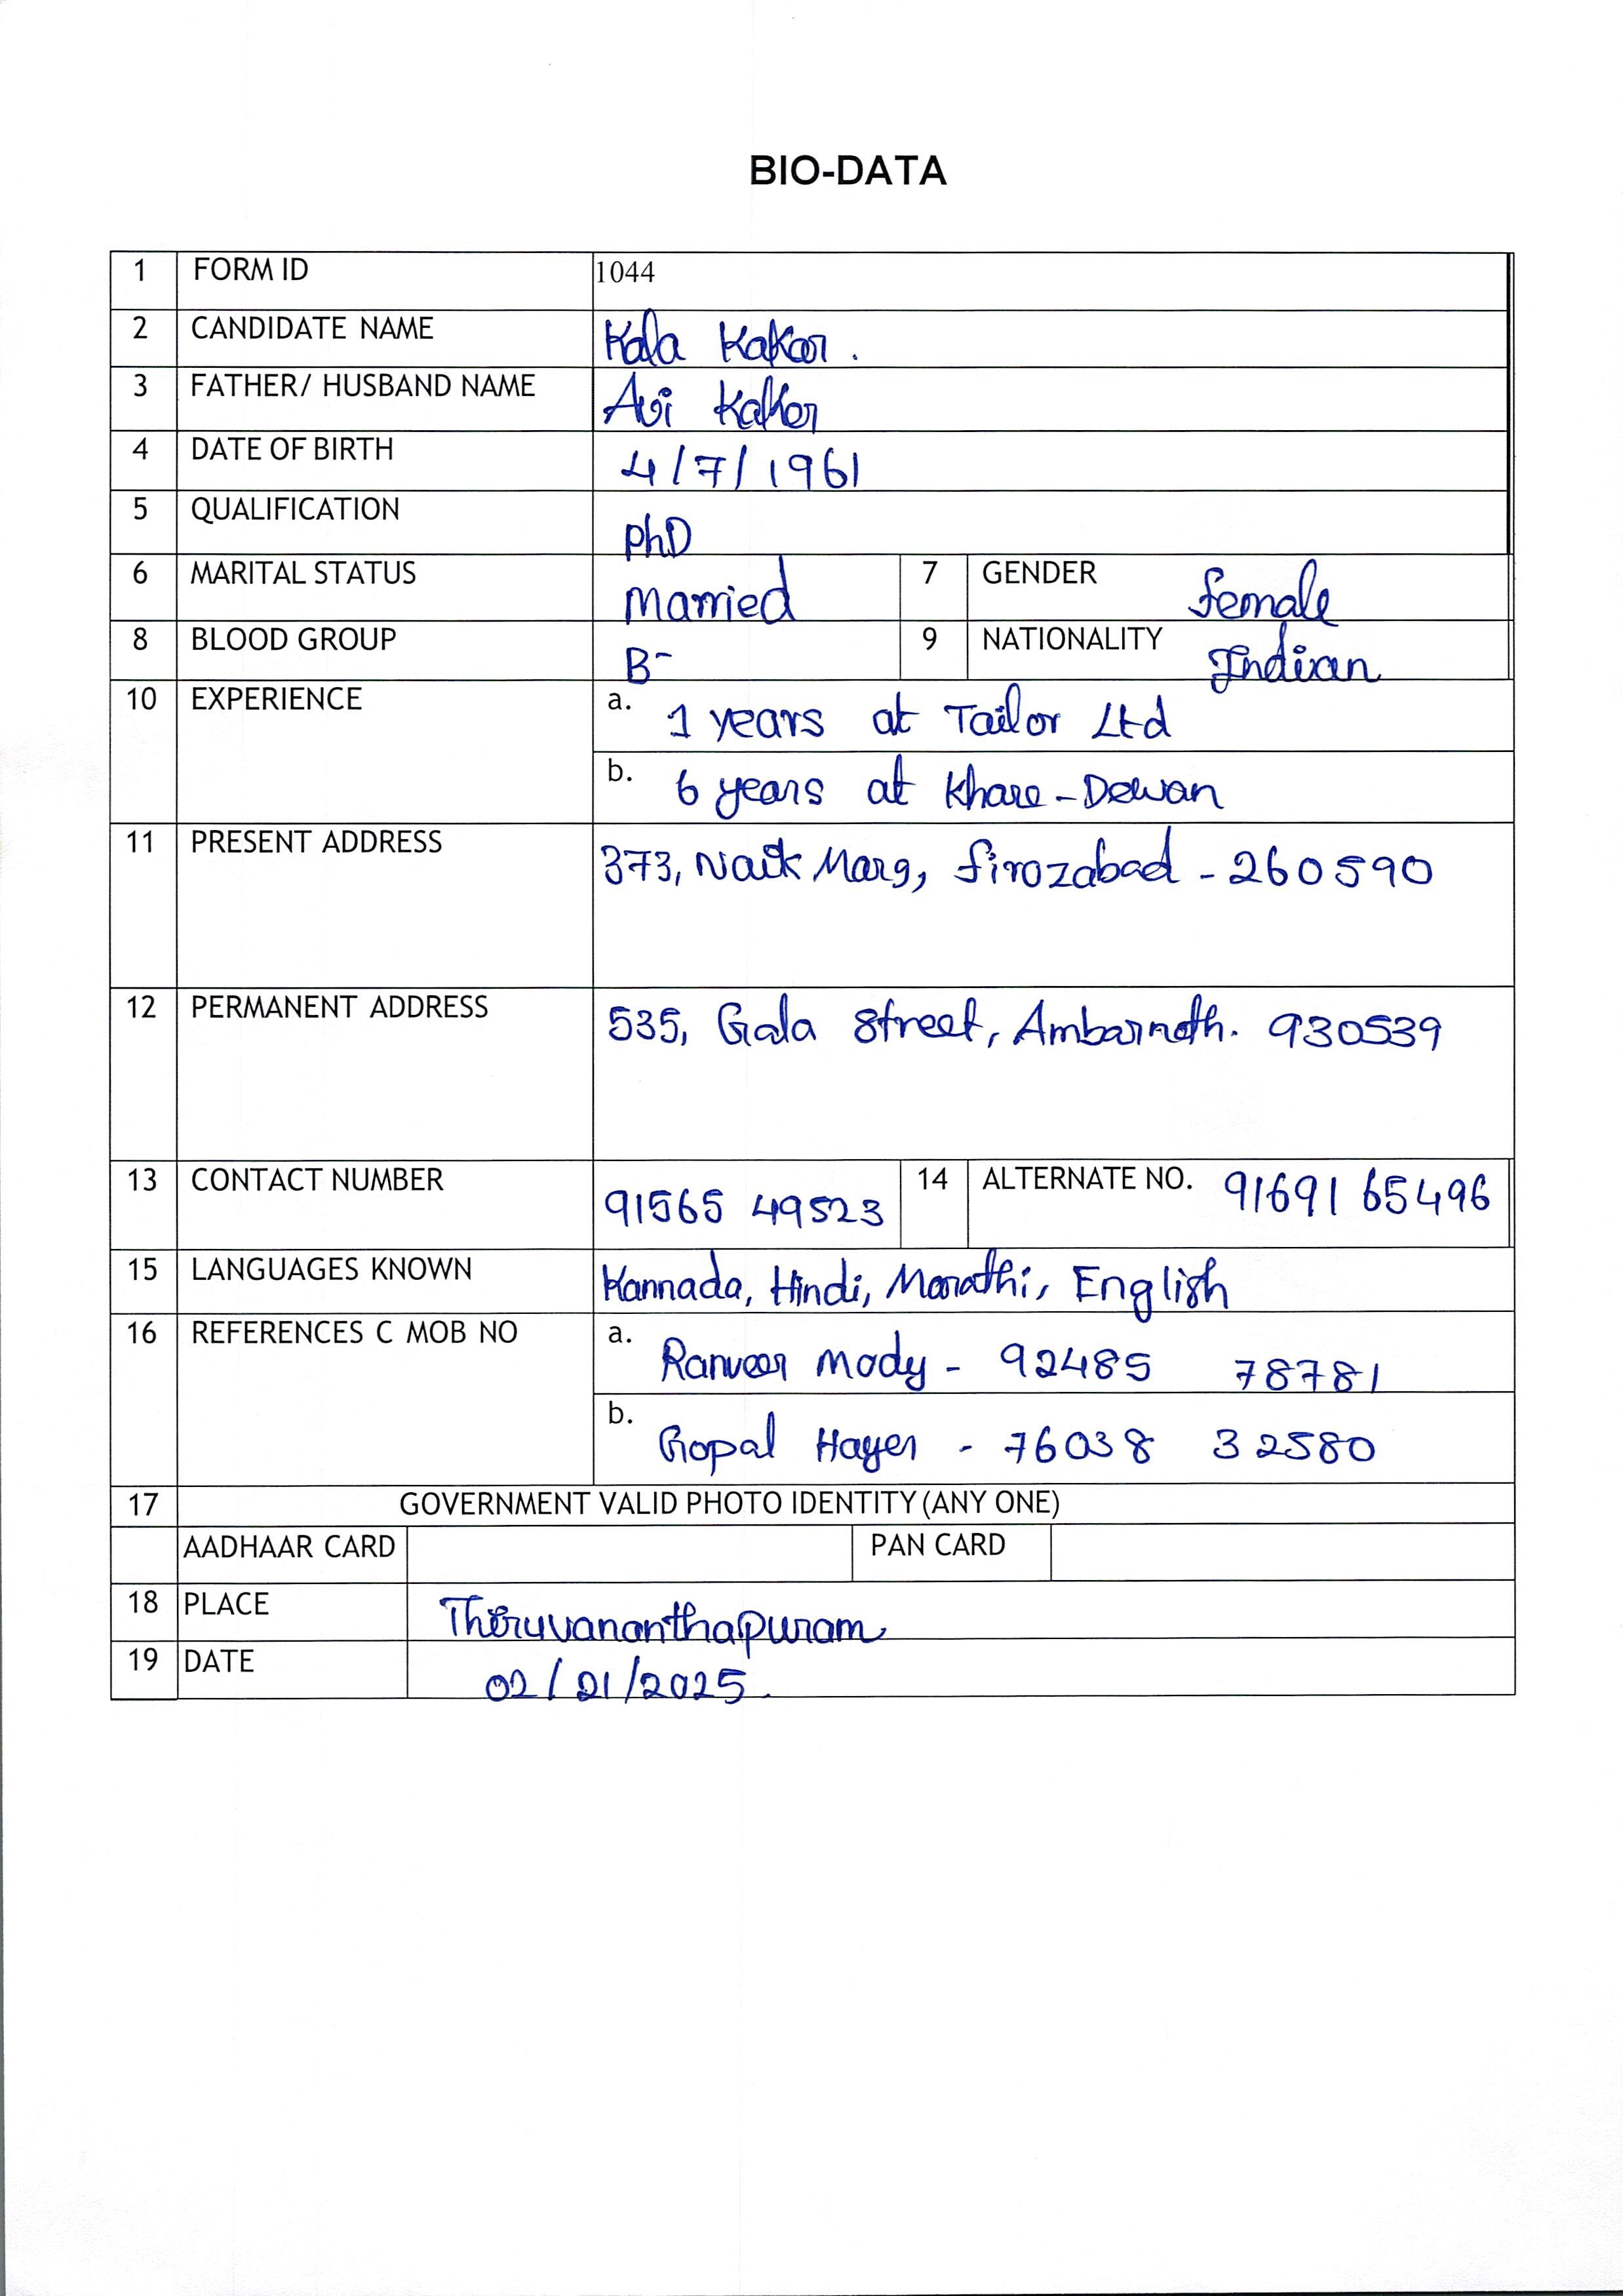 BIO-DATA
1 FORM ID 1044
2 CANDIDATE NAME Kala Kakar.
3 FATHER/ HUSBAND NAME Avi Kakar
4 DATE OF BIRTH 4/7/1961
5 QUALIFICATION PhD
6 MARITAL STATUS Married 7 GENDER female
8 BLOOD GROUP B- 9 NATIONALITY Indian
10 EXPERIENCE a. 1 years at Tailor Ltd
b. 6 years at Khare-Dewan
11 PRESENT ADDRESS 373, Naik Marg, firozabad - 260590
12 PERMANENT ADDRESS 535, Gala Street, Ambarnath. 930539
13 CONTACT NUMBER 91565 49523 14 ALTERNATE NO. 91691 65496
15 LANGUAGES KNOWN Kannada, Hindi, Marathi, English
16 REFERENCES C MOB NO a. Ranveer Mody - 92485 78781
b. Gopal Hayer - 76038 32580
17 GOVERNMENT VALID PHOTO IDENTITY (ANY ONE)
AADHAAR CARD PAN CARD
18 PLACE Thiruvananthapuram
19 DATE 02/21/2025.